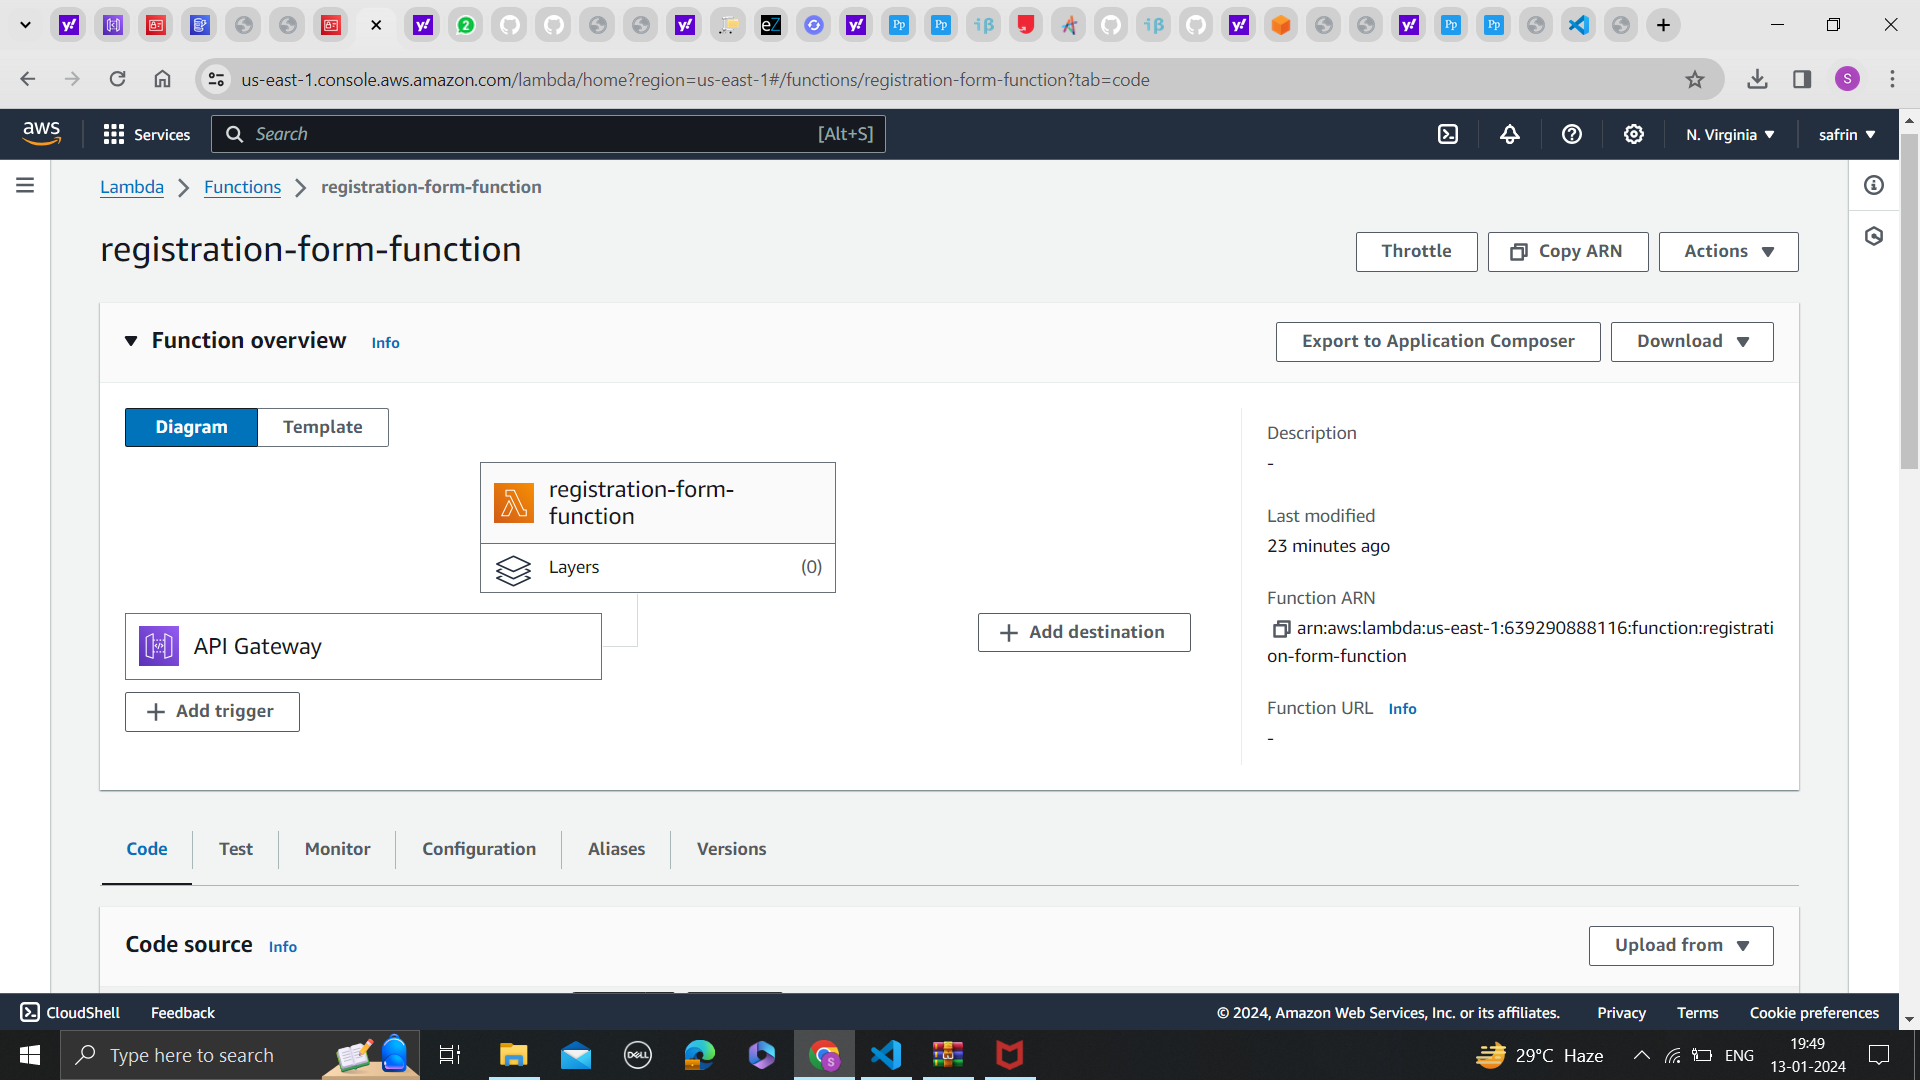 us-east-1.console.aws.amazon.com/lambda/home?region=us-east-1#/functions/registration-form-function?tab=code
S
aws
Services
Search
[Alt+S]
N. Virginia
safrin
Lambda
Functions
registration-form-function
registration-form-function
Throttle
Copy ARN
Actions
Function overview
Info
Export to Application Composer
Download
Diagram
Template
registration-form-
function
Layers
(0)
API Gateway
+ Add trigger
+ Add destination
Description
-
Last modified
23 minutes ago
Function ARN
arn:aws:lambda:us-east-1:639290888116:function:registrati
on-form-function
Function URL
Info
-
Code
Test
Monitor
Configuration
Aliases
Versions
Code source
Info
Upload from
CloudShell
Feedback
© 2024, Amazon Web Services, Inc. or its affiliates.
Privacy
Terms
Cookie preferences
Type here to search
DELL
29°C Haze
ENG
19:49
13-01-2024